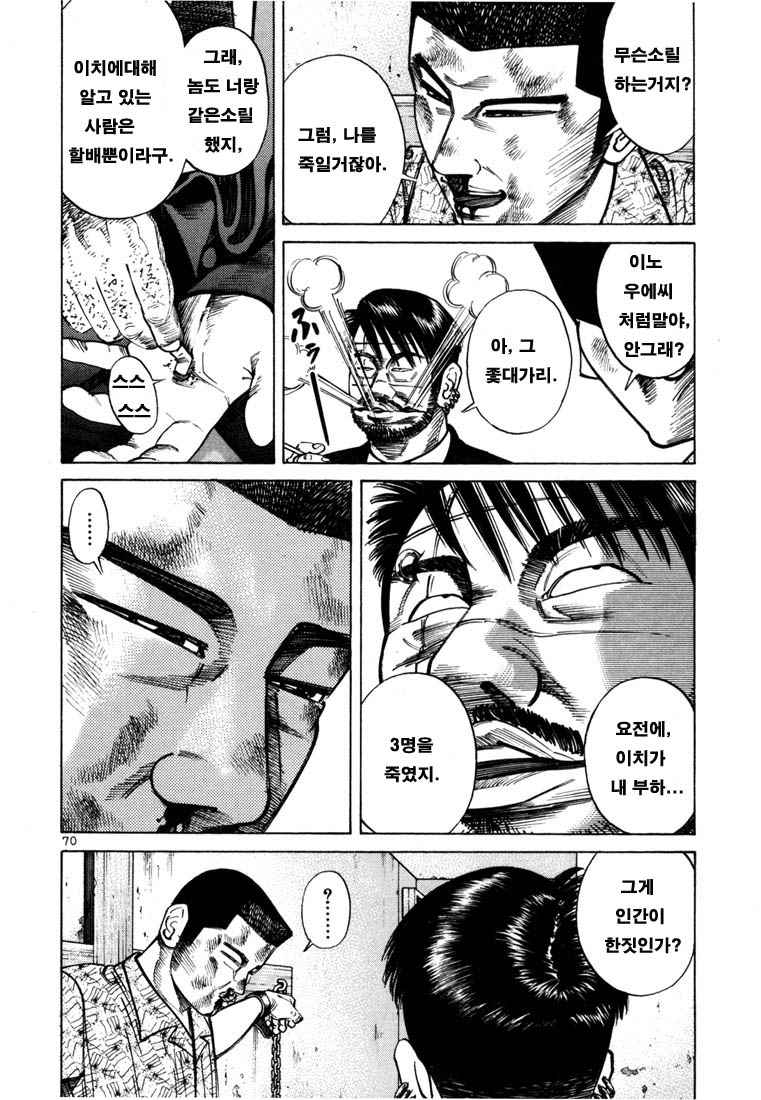 무슨소릴
하는거지?
그럼, 나를
죽일거잖아.
그래,
놈도 너랑
같은소릴
했지,
이치에대해
알고 있는
사람은
할배뿐이라구.
스스
스스
이노
우에씨
처럼말야,
안그래?
아, 그
좆대가리.
ふぅー
요전에,
이치가
내 부하...
3명을
죽였지.
……
70
그게
인간이
한짓인가?
……?